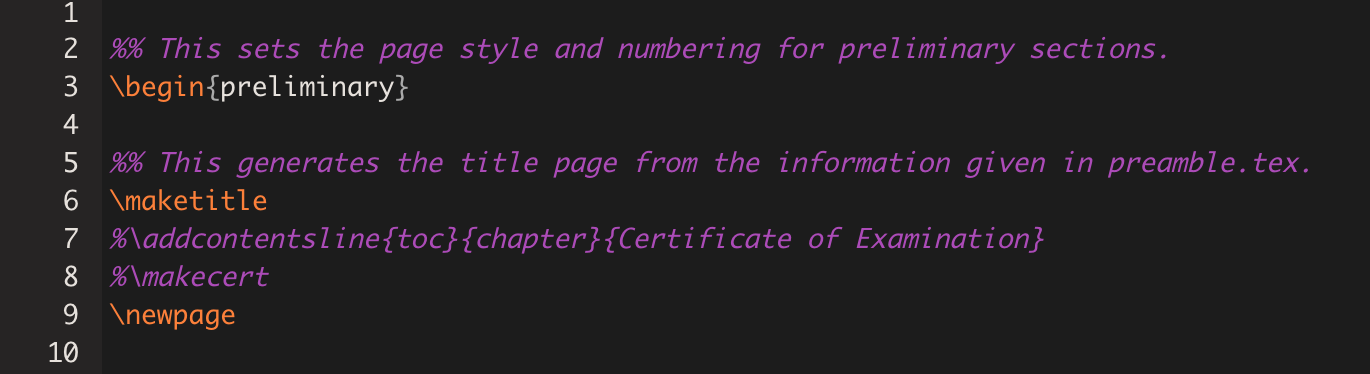 1
2 %% This sets the page style and numbering for preliminary sections.
3 \begin{preliminary}
4
5 %% This generates the title page from the information given in preamble.tex.
6 \maketitle
7 %\addcontentsline{toc}{chapter}{Certificate of Examination}
8 %\makecert
9 \newpage
10